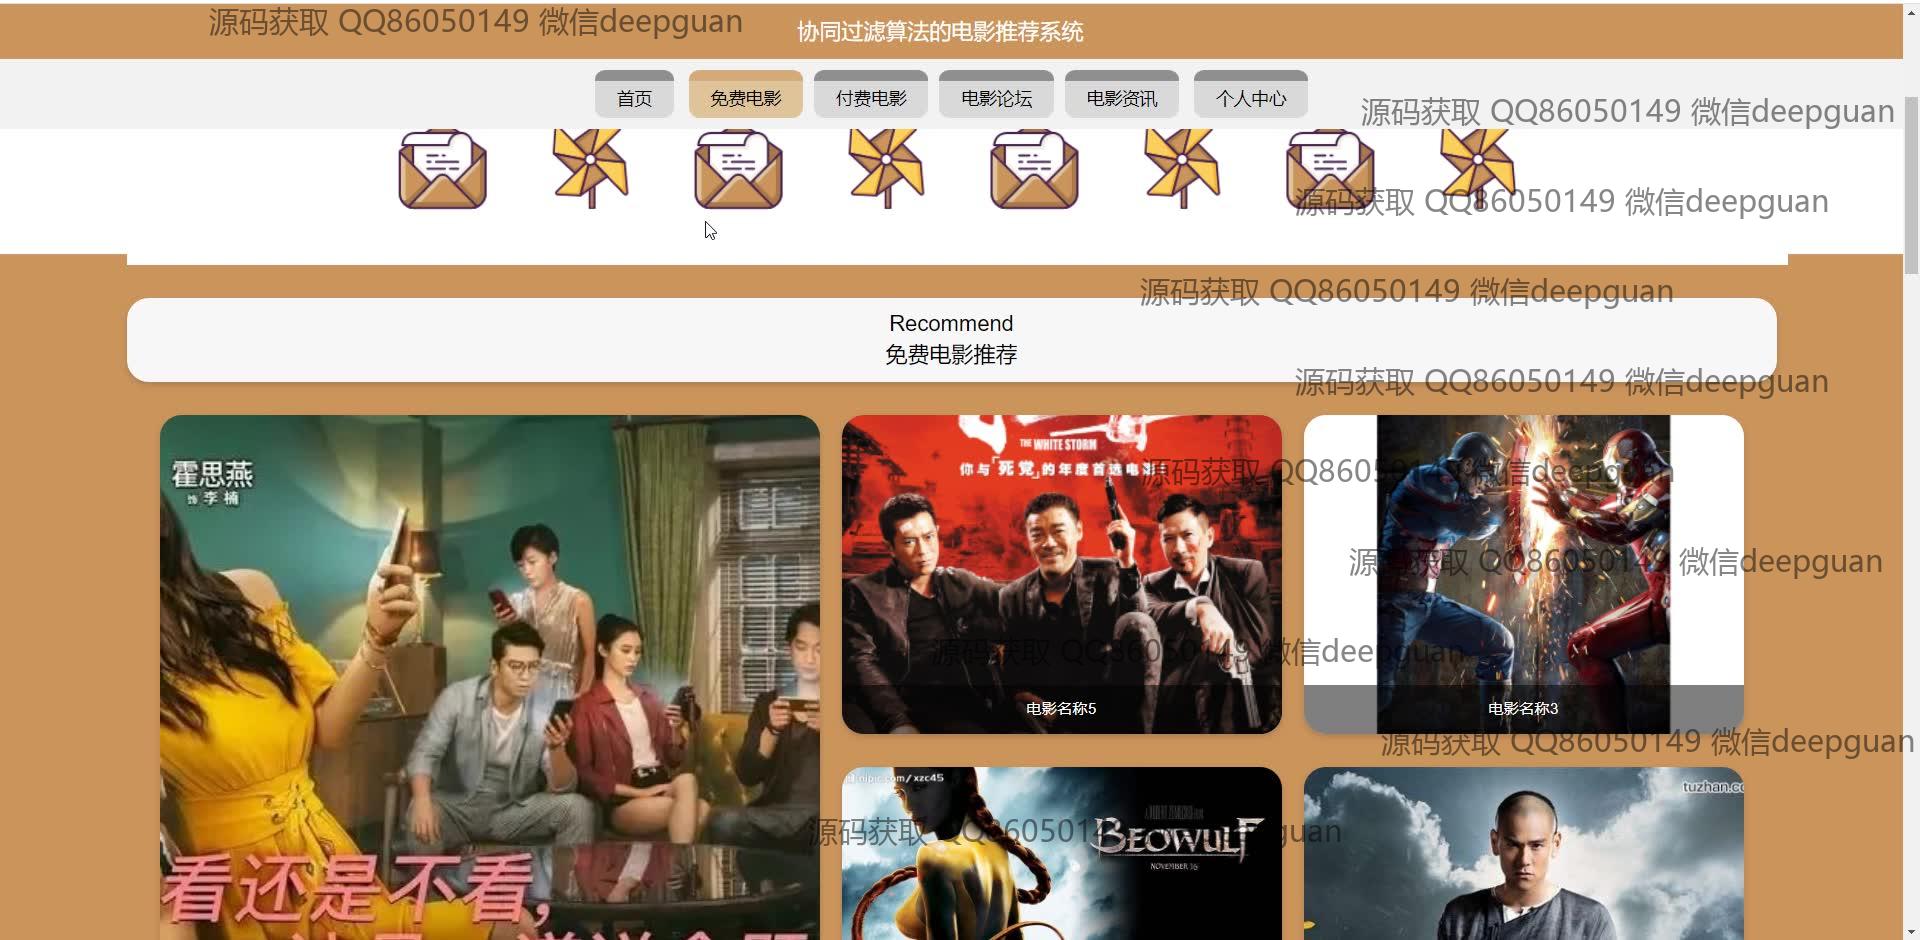 源码获取 QQ86050149 微信deepguan
协同过滤算法的电影推荐系统
首页
免费电影
付费电影
电影论坛
电影资讯
个人中心
源码获取 QQ86050149 微信deepguan
源码获取 QQ86050149 微信deepguan
源码获取 QQ86050149 微信deepguan
Recommend
免费电影推荐
源码获取 QQ86050149 微信deepguan
霍思燕
饰 李楠
THE WHITE STORM
你与「死党」的年度首选电影
源码获取 QQ86050149 微信deepguan
源码获取 QQ86050149 微信deepguan
源码获取 QQ86050149 微信deepguan
电影名称5
电影名称3
源码获取 QQ86050149 微信deepguan
nipic.com/xzc45
tuzhan.co
源码获取 QQ86050149 微信deepguan
BEOWULF
NOVEMBER 16
看还是不看,